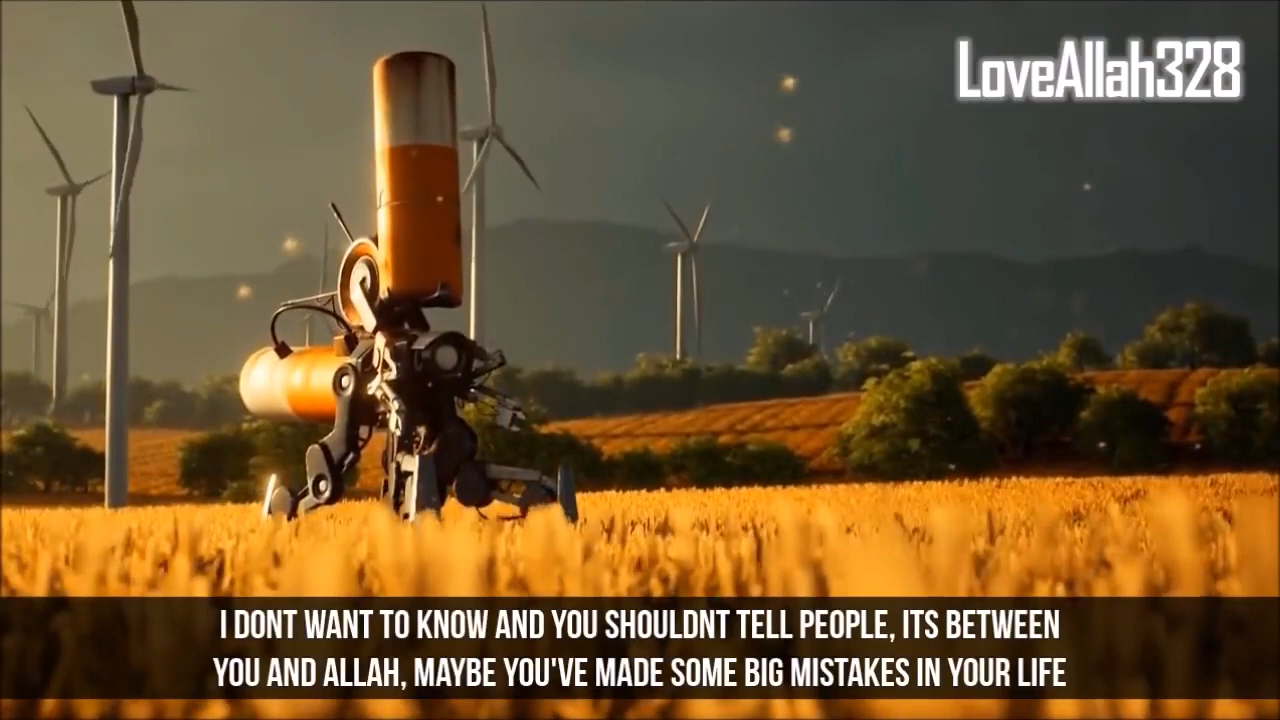 LoveAllah328
I DONT WANT TO KNOW AND YOU SHOULDNT TELL PEOPLE, ITS BETWEEN
YOU AND ALLAH, MAYBE YOU'VE MADE SOME BIG MISTAKES IN YOUR LIFE